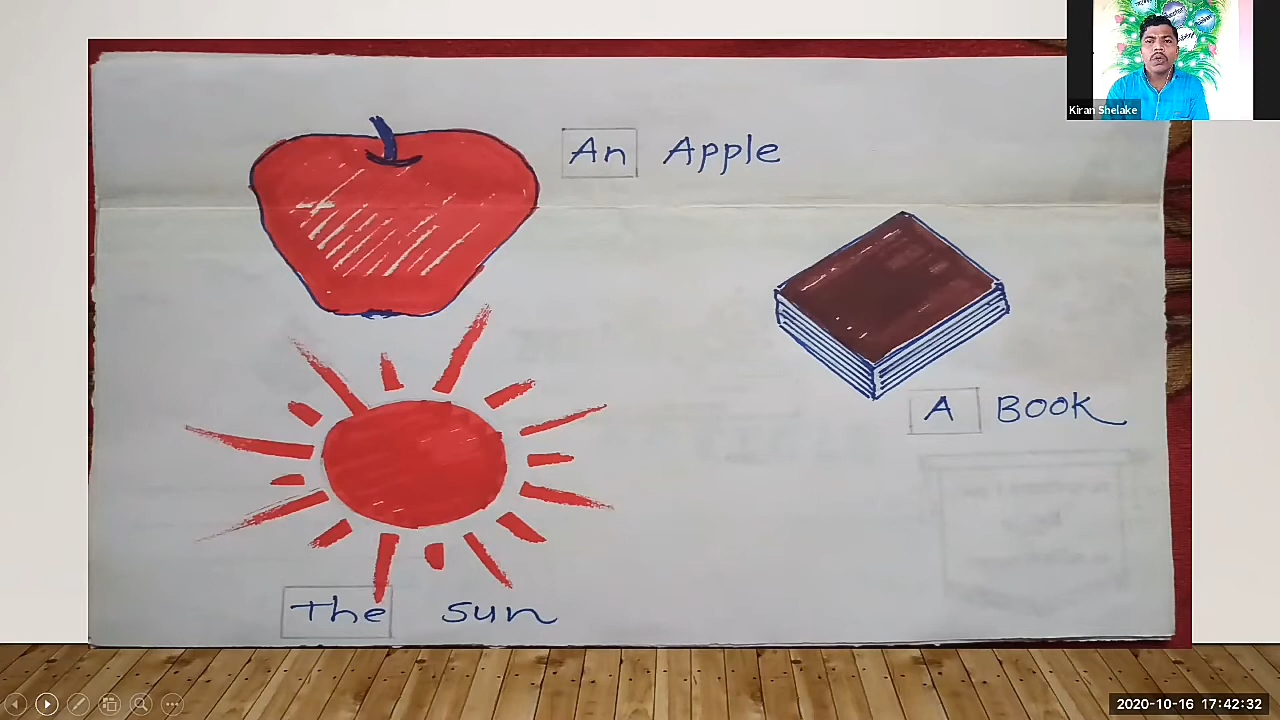 Kiran Shelake
An Apple
A BOOK
The sun
2020-10-16 17:42:32